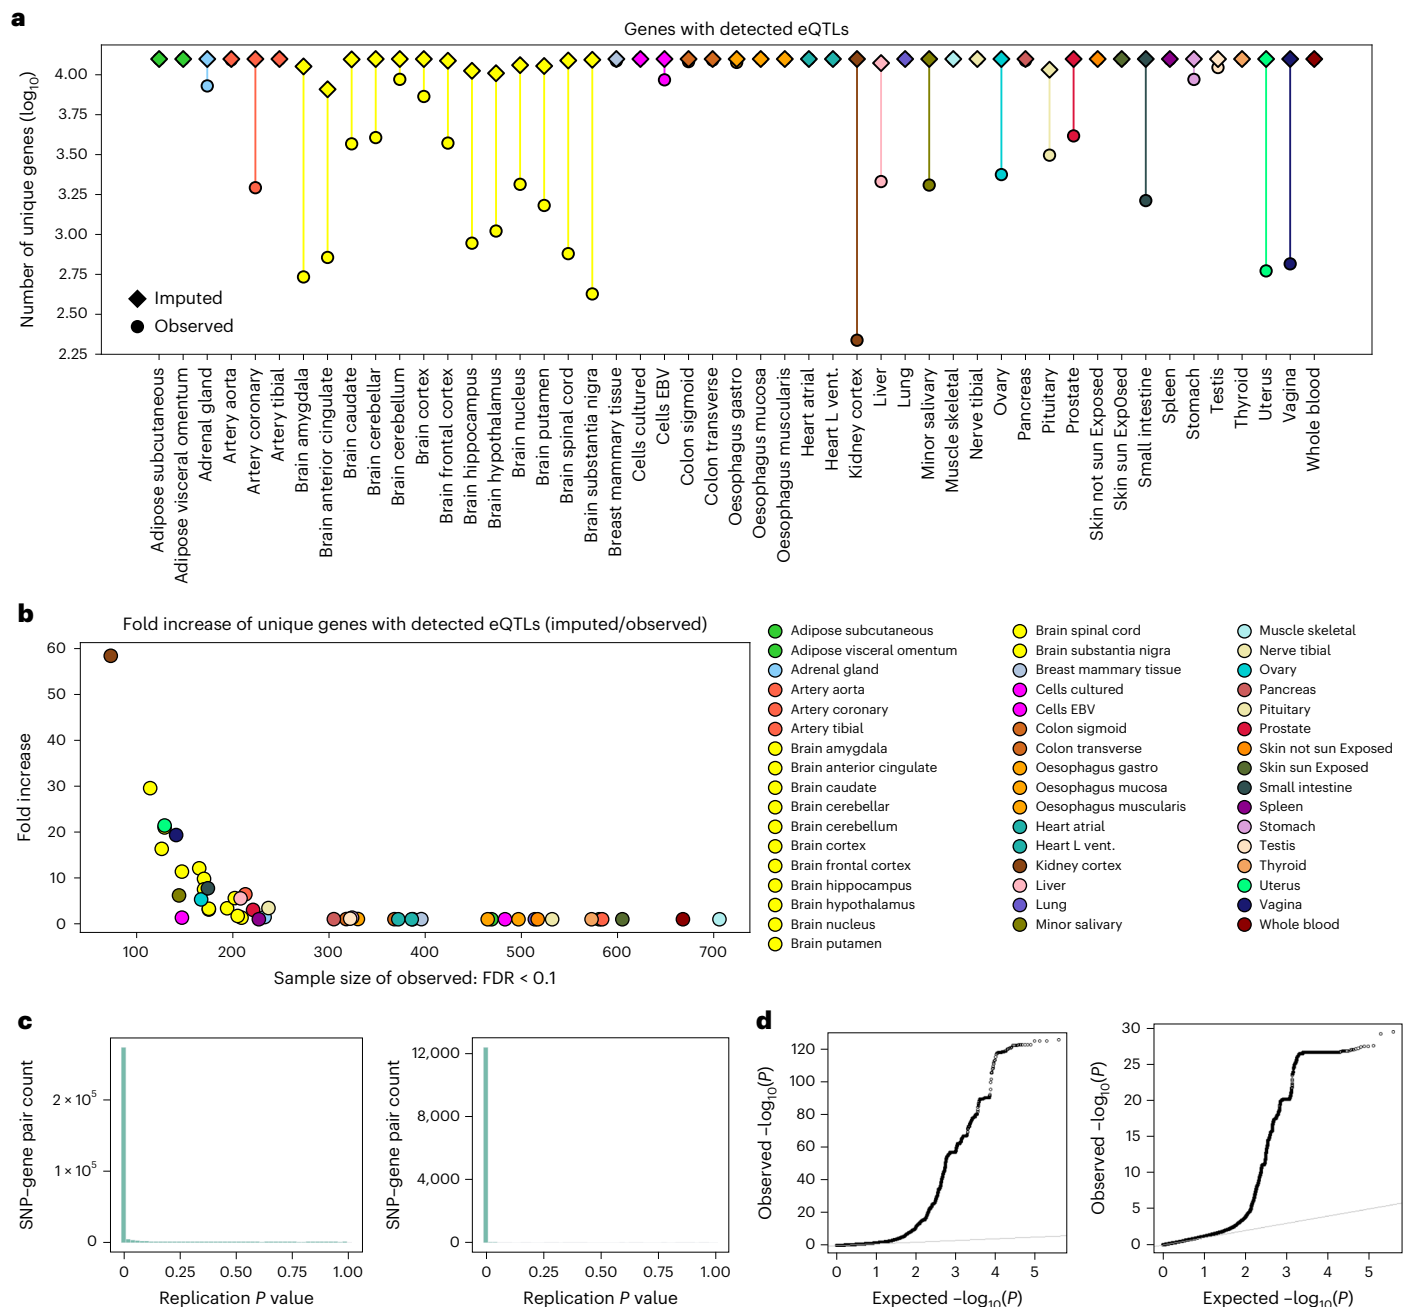 a
Genes with detected eQTLs
Number of unique genes (log10)
4.00
3.75
3.50
3.25
3.00
2.75
2.50
2.25
Imputed
Observed
Adipose subcutaneous
Adipose visceral omentum
Adrenal gland
Artery aorta
Artery coronary
Artery tibial
Brain amygdala
Brain anterior cingulate
Brain caudate
Brain cerebellar
Brain cerebellum
Brain cortex
Brain frontal cortex
Brain hippocampus
Brain hypothalamus
Brain nucleus
Brain putamen
Brain spinal cord
Brain substantia nigra
Breast mammary tissue
Cells cultured
Cells EBV
Colon sigmoid
Colon transverse
Oesophagus gastro
Oesophagus mucosa
Oesophagus muscularis
Heart atrial
Heart L vent.
Kidney cortex
Liver
Lung
Minor salivary
Muscle skeletal
Nerve tibial
Ovary
Pancreas
Pituitary
Prostate
Skin not sun Exposed
Skin sun Exp0sed
Small intestine
Spleen
Stomach
Testis
Thyroid
Uterus
Vagina
Whole blood
b
Fold increase of unique genes with detected eQTLs (imputed/observed)
Fold increase
60
50
40
30
20
10
0
100 200 300 400 500 600 700
Sample size of observed: FDR < 0.1
Adipose subcutaneous
Adipose visceral omentum
Adrenal gland
Artery aorta
Artery coronary
Artery tibial
Brain amygdala
Brain anterior cingulate
Brain caudate
Brain cerebellar
Brain cerebellum
Brain cortex
Brain frontal cortex
Brain hippocampus
Brain hypothalamus
Brain nucleus
Brain putamen
Brain spinal cord
Brain substantia nigra
Breast mammary tissue
Cells cultured
Cells EBV
Colon sigmoid
Colon transverse
Oesophagus gastro
Oesophagus mucosa
Oesophagus muscularis
Heart atrial
Heart L vent.
Kidney cortex
Liver
Lung
Minor salivary
Muscle skeletal
Nerve tibial
Ovary
Pancreas
Pituitary
Prostate
Skin not sun Exposed
Skin sun Exposed
Small intestine
Spleen
Stomach
Testis
Thyroid
Uterus
Vagina
Whole blood
c
SNP–gene pair count
2 × 10^5
1 × 10^5
0
0 0.25 0.50 0.75 1.00
Replication P value
SNP–gene pair count
12,000
8,000
4,000
0
0 0.25 0.50 0.75 1.00
Replication P value
d
Observed –log10(P)
120
100
80
60
40
20
0
0 1 2 3 4 5
Expected –log10(P)
Observed –log10(P)
30
25
20
15
10
5
0
0 1 2 3 4 5
Expected –log10(P)